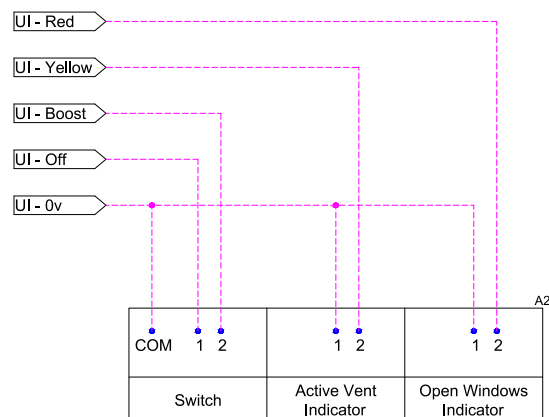 UI - Red
UI - Yellow
UI - Boost
UI - Off
UI - 0v
A2
COM 1 2 1 2 1 2
Switch
Active Vent
Indicator
Open Windows
Indicator